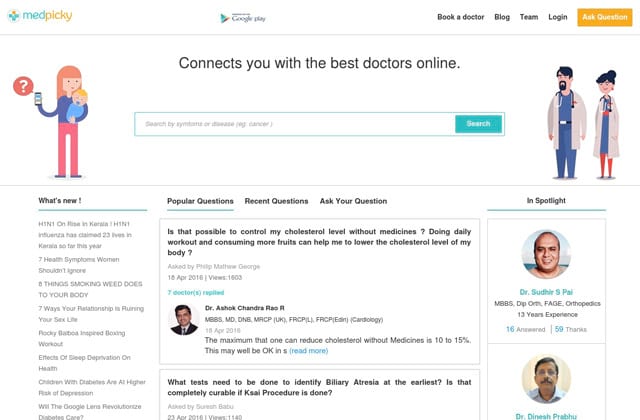 medpicky
Google play
Book a doctor
Blog
Team
Login
Ask Question
Connects you with the best doctors online.
?
Search by symtoms or disease (eg. cancer )
Search
What's new !
H1N1 On Rise In Kerala / H1N1
influenza has claimed 23 lives in
Kerala so far this year
7 Health Symptoms Women
Shouldn't Ignore
8 THINGS SMOKING WEED DOES
TO YOUR BODY
7 Ways Your Relationship is Ruining
Your Sex Life
Rocky Balboa Inspired Boxing
Workout
Effects Of Sleep Deprivation On
Health
Children With Diabetes Are At Higher
Risk of Depression
Will The Google Lens Revolutionize
Diabetes Care?
Popular Questions
Recent Questions
Ask Your Question
Is that possible to control my cholesterol level without medicines ? Doing daily
workout and consuming more fruits can help me to lower the cholesterol level of my
body ?
Asked by Philip Mathew George
18 Apr 2016 | Views:1603
7 doctor(s) replied
Dr. Ashok Chandra Rao R
MBBS, MD, DNB, MRCP (UK), FRCP(L), FRCP(Edin) (Cardiology)
18 Apr 2016
The maximum that one can reduce cholesterol without Medicines is 10 to 15%.
This may well be OK in s (read more)
What tests need to be done to identify Biliary Atresia at the earliest? Is that
completely curable if Ksai Procedure is done?
Asked by Suresh Babu
23 Apr 2016 | Views:1140
In Spotlight
Dr. Sudhir S Pai
MBBS, Dip Orth, FAGE, Orthopedics
13 Years Experience
16 Answered | 59 Thanks
Dr. Dinesh Prabhu